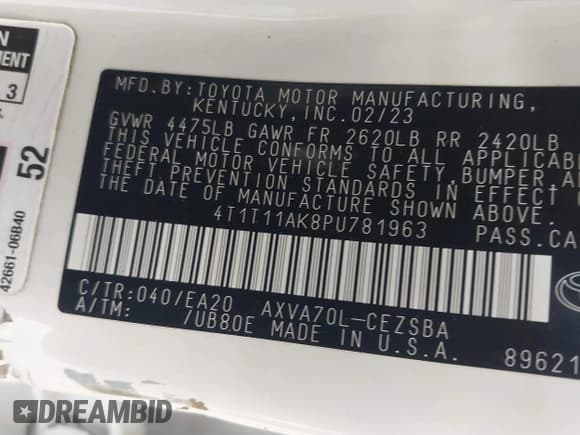 MFD.BY:TOYOTA MOTOR MANUFACTURING,
KENTUCKY,INC.02/23
GVWR 4475LB GAWR FR 2620LB RR 2420LB
THIS VEHICLE CONFORMS TO ALL APPLICABLE
FEDERAL MOTOR VEHICLE SAFETY,BUMPER,A
THEFT PREVENTION STANDARDS IN EFFECT
THE DATE OF MANUFACTURE SHOWN ABOVE.
4T1T11AK8PU781963 PASS.CA
C/TR:040/EA20 AXVA70L-CEZSBA
A/TM: /UB80E MADE IN U.S.A.
89621
N
MENT
3
52
42661-06B40
DREAMBID